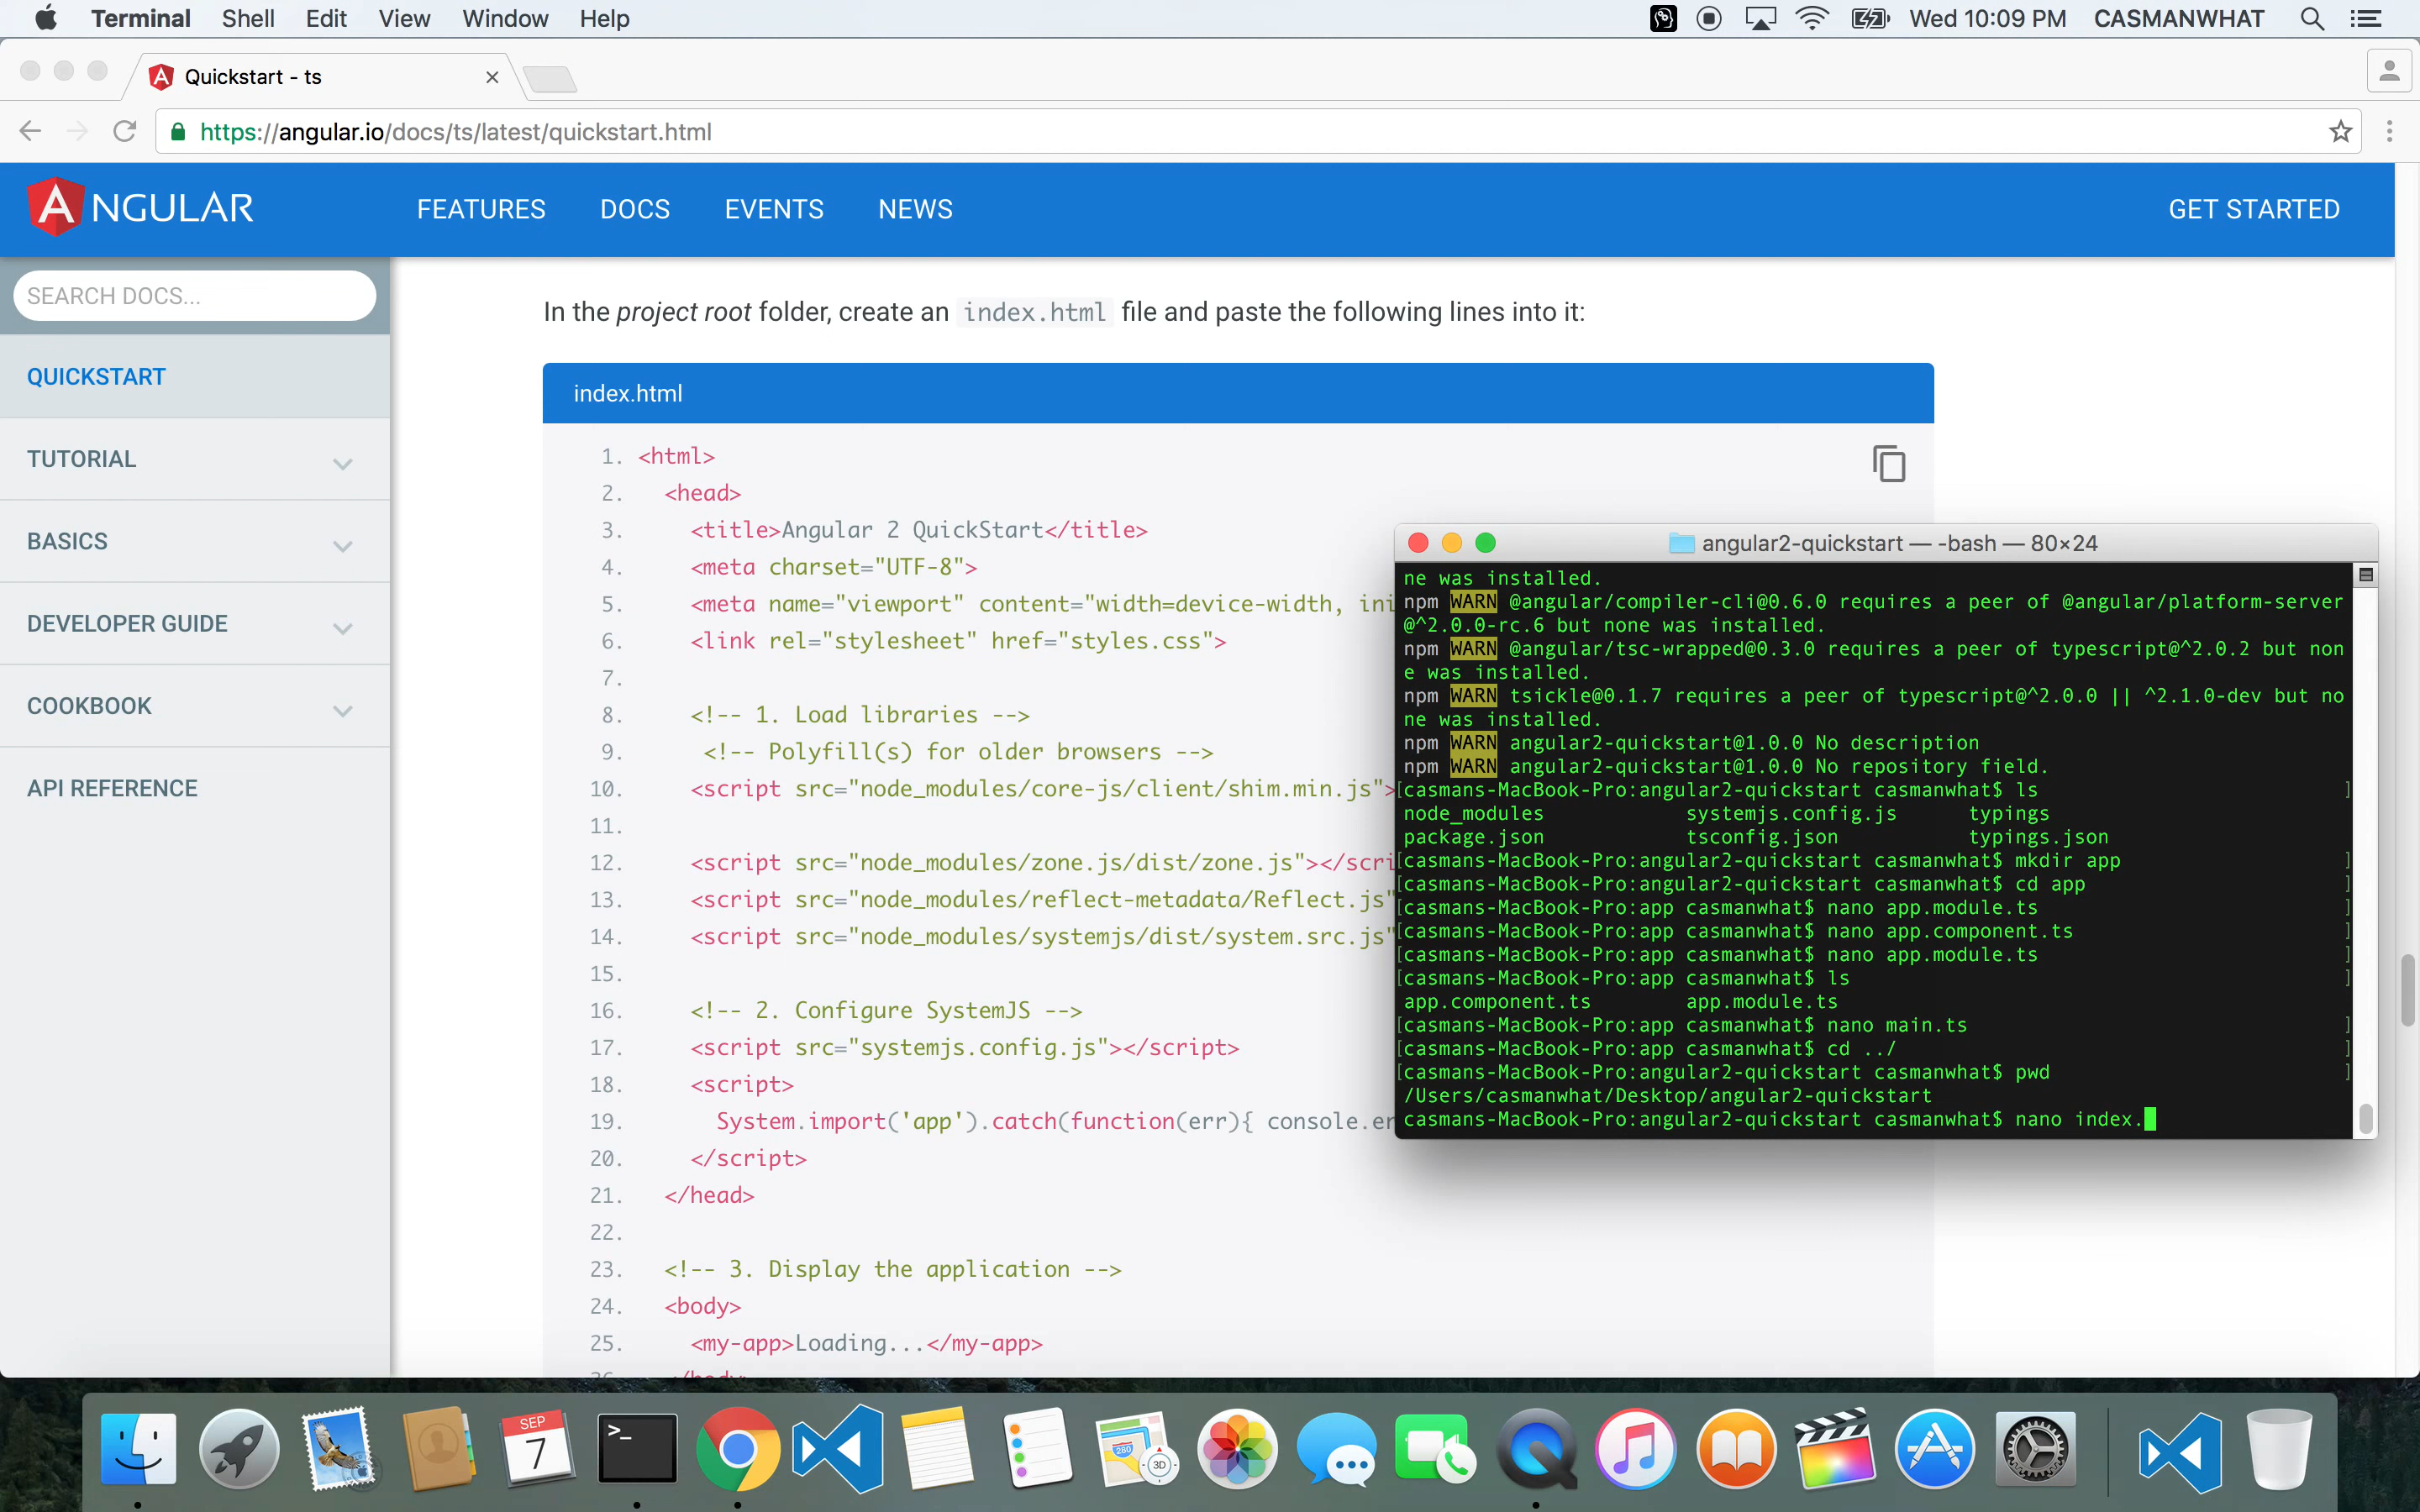 Terminal Shell Edit View Window Help Wed 10:09 PM CASMANWHAT
Quickstart - ts
https://angular.io/docs/ts/latest/quickstart.html
ANGULAR FEATURES DOCS EVENTS NEWS GET STARTED
SEARCH DOCS...
QUICKSTART
TUTORIAL
BASICS
DEVELOPER GUIDE
COOKBOOK
API REFERENCE
In the project root folder, create an index.html file and paste the following lines into it:
index.html
1. <html>
2. <head>
3. <title>Angular 2 QuickStart</title>
4. <meta charset="UTF-8">
5. <meta name="viewport" content="width=device-width, ini
6. <link rel="stylesheet" href="styles.css">
7.
8. <!-- 1. Load libraries -->
9. <!-- Polyfill(s) for older browsers -->
10. <script src="node_modules/core-js/client/shim.min.js">
11.
12. <script src="node_modules/zone.js/dist/zone.js"></scri
13. <script src="node_modules/reflect-metadata/Reflect.js"
14. <script src="node_modules/systemjs/dist/system.src.js"
15.
16. <!-- 2. Configure SystemJS -->
17. <script src="systemjs.config.js"></script>
18. <script>
19. System.import('app').catch(function(err){ console.er
20. </script>
21. </head>
22.
23. <!-- 3. Display the application -->
24. <body>
25. <my-app>Loading...</my-app>
angular2-quickstart — -bash — 80×24
ne was installed.
npm WARN @angular/compiler-cli@0.6.0 requires a peer of @angular/platform-server
@^2.0.0-rc.6 but none was installed.
npm WARN @angular/tsc-wrapped@0.3.0 requires a peer of typescript@^2.0.2 but non
e was installed.
npm WARN tsickle@0.1.7 requires a peer of typescript@^2.0.0 || ^2.1.0-dev but no
ne was installed.
npm WARN angular2-quickstart@1.0.0 No description
npm WARN angular2-quickstart@1.0.0 No repository field.
[casmans-MacBook-Pro:angular2-quickstart casmanwhat$ ls ]
node_modules systemjs.config.js typings
package.json tsconfig.json typings.json
[casmans-MacBook-Pro:angular2-quickstart casmanwhat$ mkdir app ]
[casmans-MacBook-Pro:angular2-quickstart casmanwhat$ cd app ]
[casmans-MacBook-Pro:app casmanwhat$ nano app.module.ts ]
[casmans-MacBook-Pro:app casmanwhat$ nano app.component.ts ]
[casmans-MacBook-Pro:app casmanwhat$ nano app.module.ts ]
[casmans-MacBook-Pro:app casmanwhat$ ls ]
app.component.ts app.module.ts
[casmans-MacBook-Pro:app casmanwhat$ nano main.ts ]
[casmans-MacBook-Pro:app casmanwhat$ cd ../ ]
[casmans-MacBook-Pro:angular2-quickstart casmanwhat$ pwd ]
/Users/casmanwhat/Desktop/angular2-quickstart
casmans-MacBook-Pro:angular2-quickstart casmanwhat$ nano index.
SEP
7
>_
280
3D